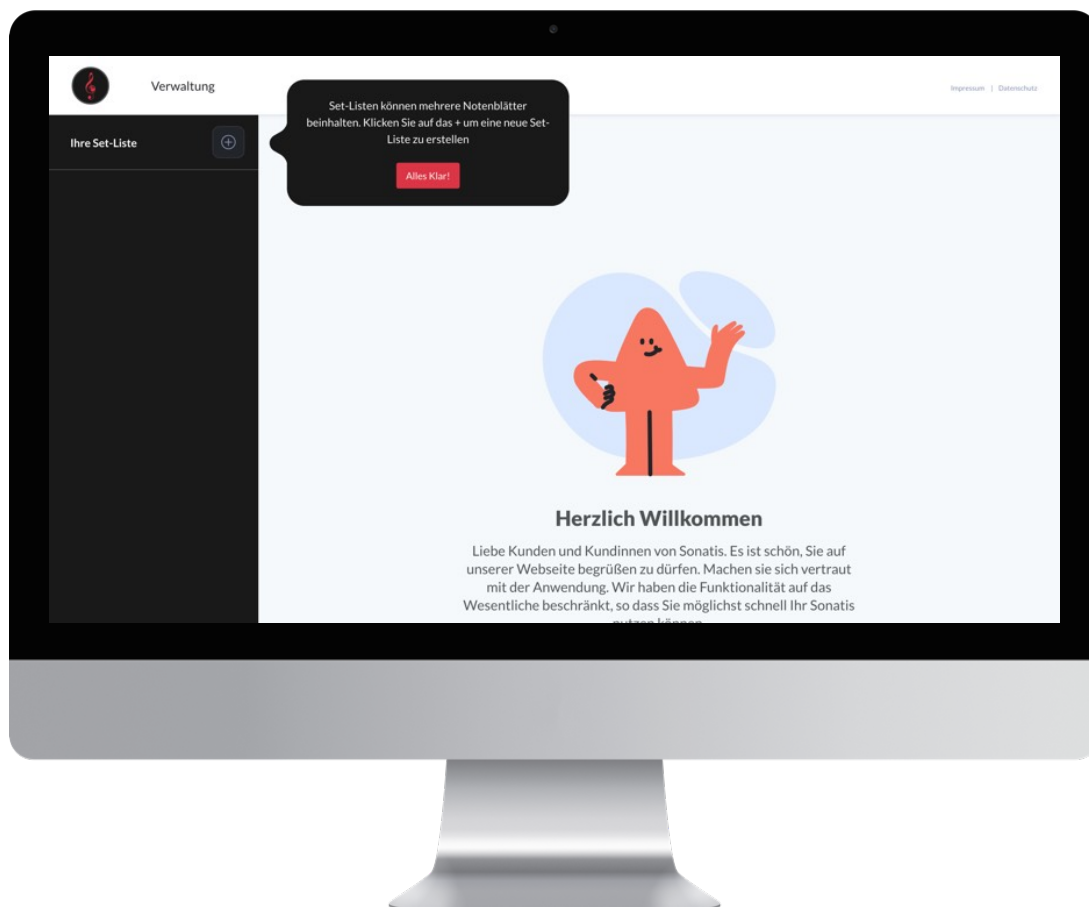 Verwaltung
Impressum | Datenschutz
Set-Listen können mehrere Notenblätter
beinhalten. Klicken Sie auf das + um eine neue Set-
Liste zu erstellen
Alles Klar!
Ihre Set-Liste
Herzlich Willkommen
Liebe Kunden und Kundinnen von Sonatis. Es ist schön, Sie auf
unserer Webseite begrüßen zu dürfen. Machen sie sich vertraut
mit der Anwendung. Wir haben die Funktionalität auf das
Wesentliche beschränkt, so dass Sie möglichst schnell Ihr Sonatis
nutzen können